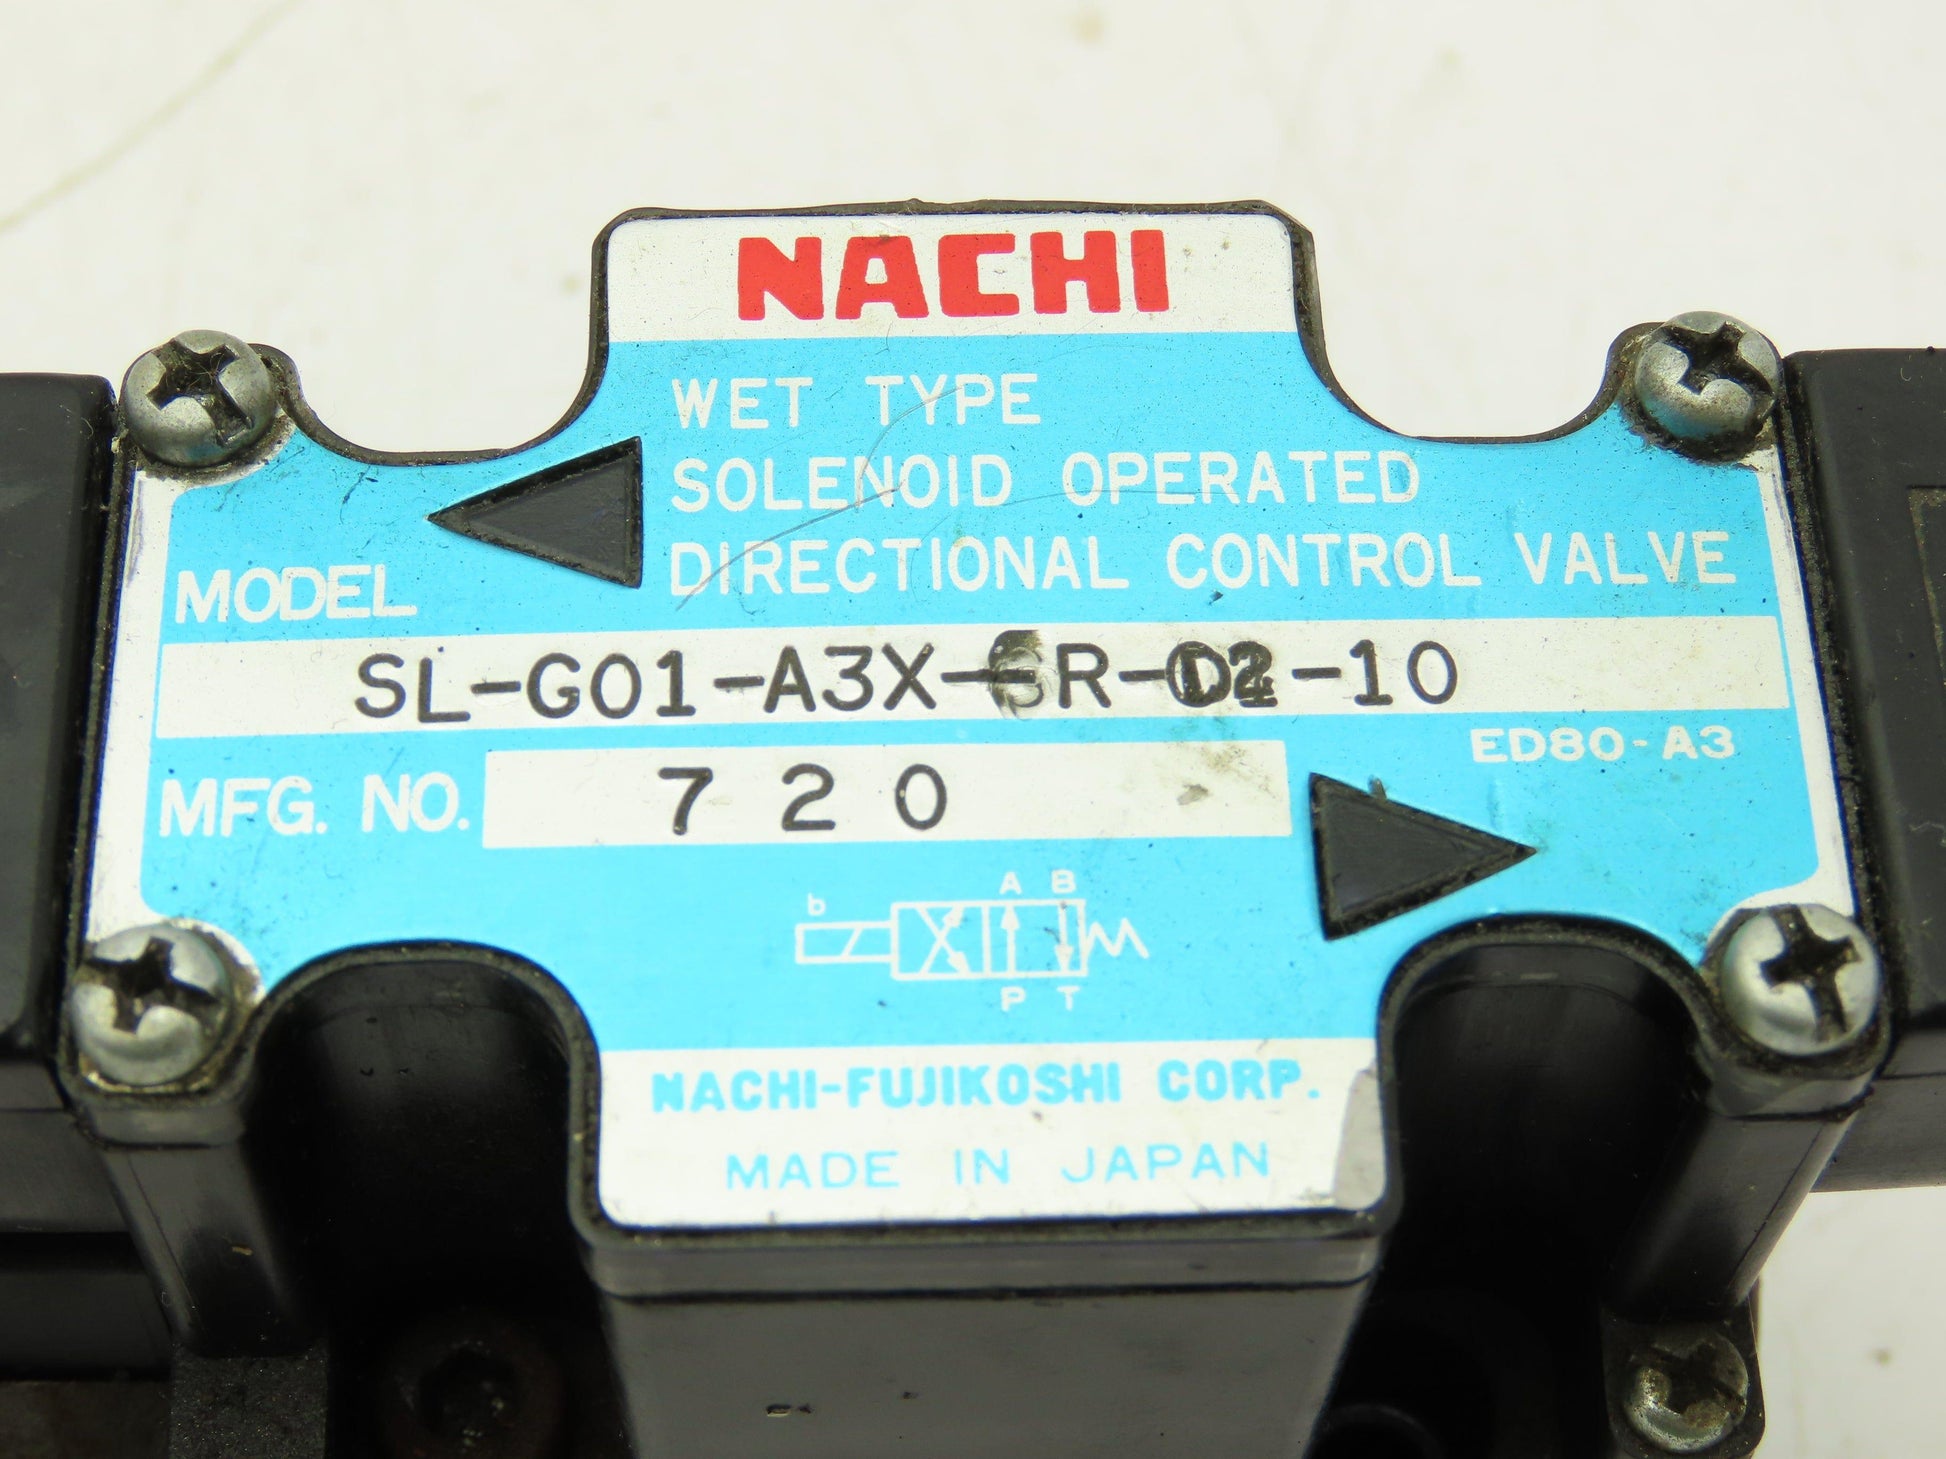 NACHI
WET TYPE
SOLENOID OPERATED
DIRECTIONAL CONTROL VALVE
MODEL
SL-G01-A3X- R- -10
ED80-A3
MFG. NO. 720
b A B
P T
NACHI-FUJIKOSHI CORP.
MADE IN JAPAN